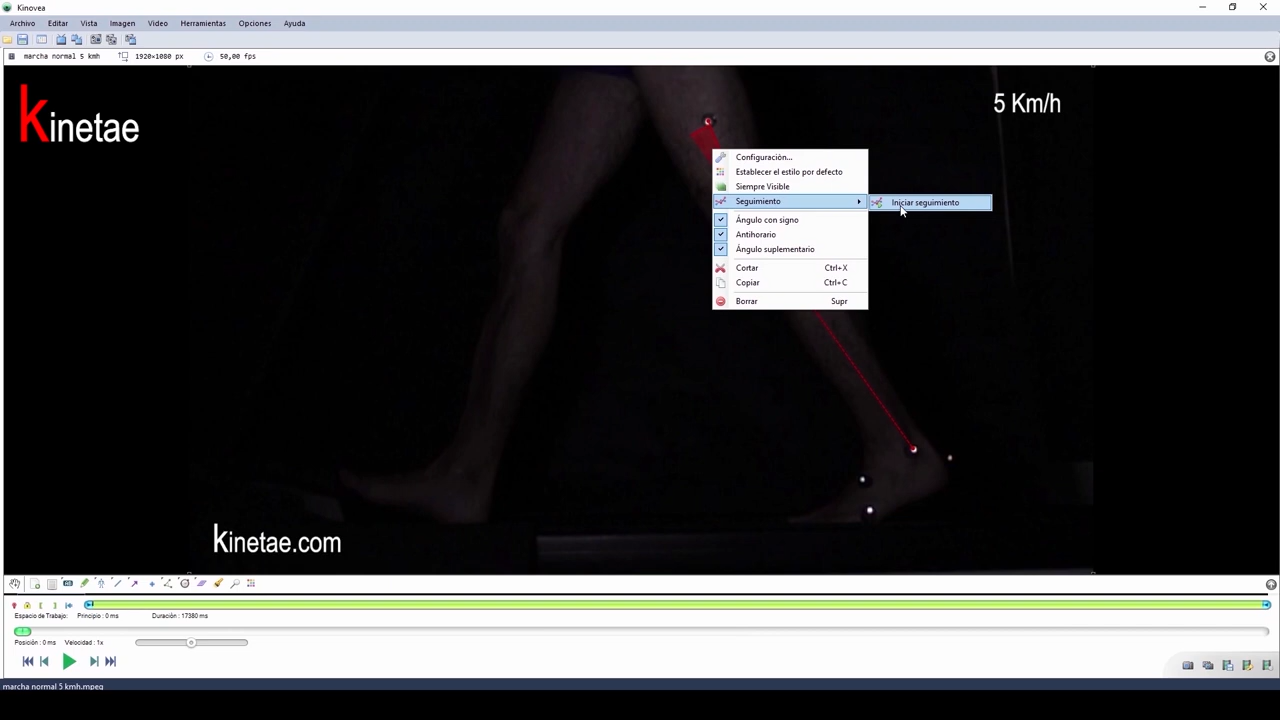 Kinovea
Archivo Editar Vista Imagen Video Herramientas Opciones Ayuda
marcha normal 5 kmh 1920x1080 px 50,00 fps
kinetae
5 Km/h
Configuración...
Establecer el estilo por defecto
Siempre Visible
Seguimiento
Iniciar seguimiento
Ángulo con signo
Antihorario
Ángulo suplementario
Cortar Ctrl+X
Copiar Ctrl+C
Borrar Supr
kinetae.com
Espacio de Trabajo: Principio : 0 ms Duración : 17380 ms
Posición : 0 ms Velocidad : 1x
marcha normal 5 kmh.mpeg